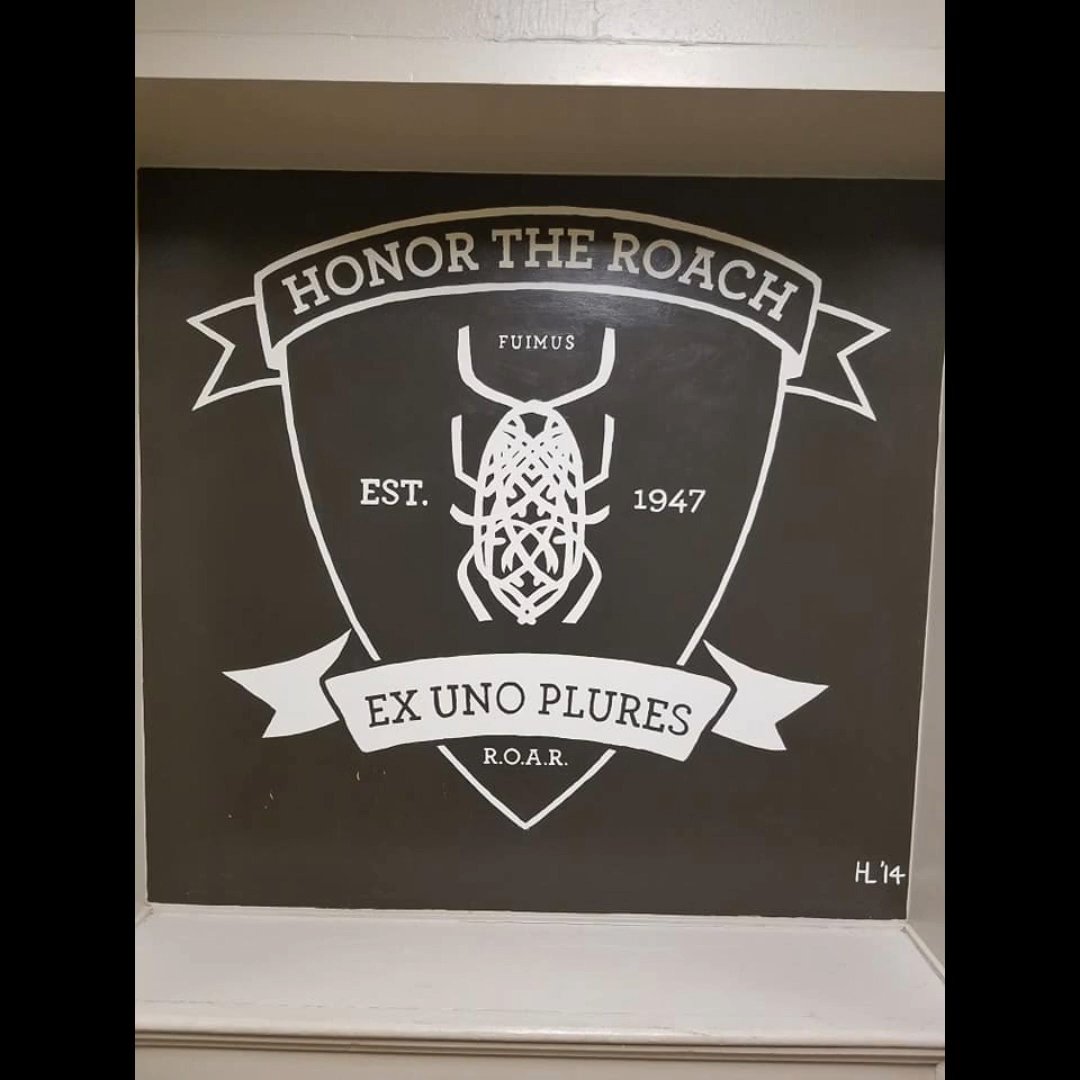 HONOR THE ROACH
FUIMUS
EST. 1947
EX UNO PLURES
R.O.A.R.
HL '14